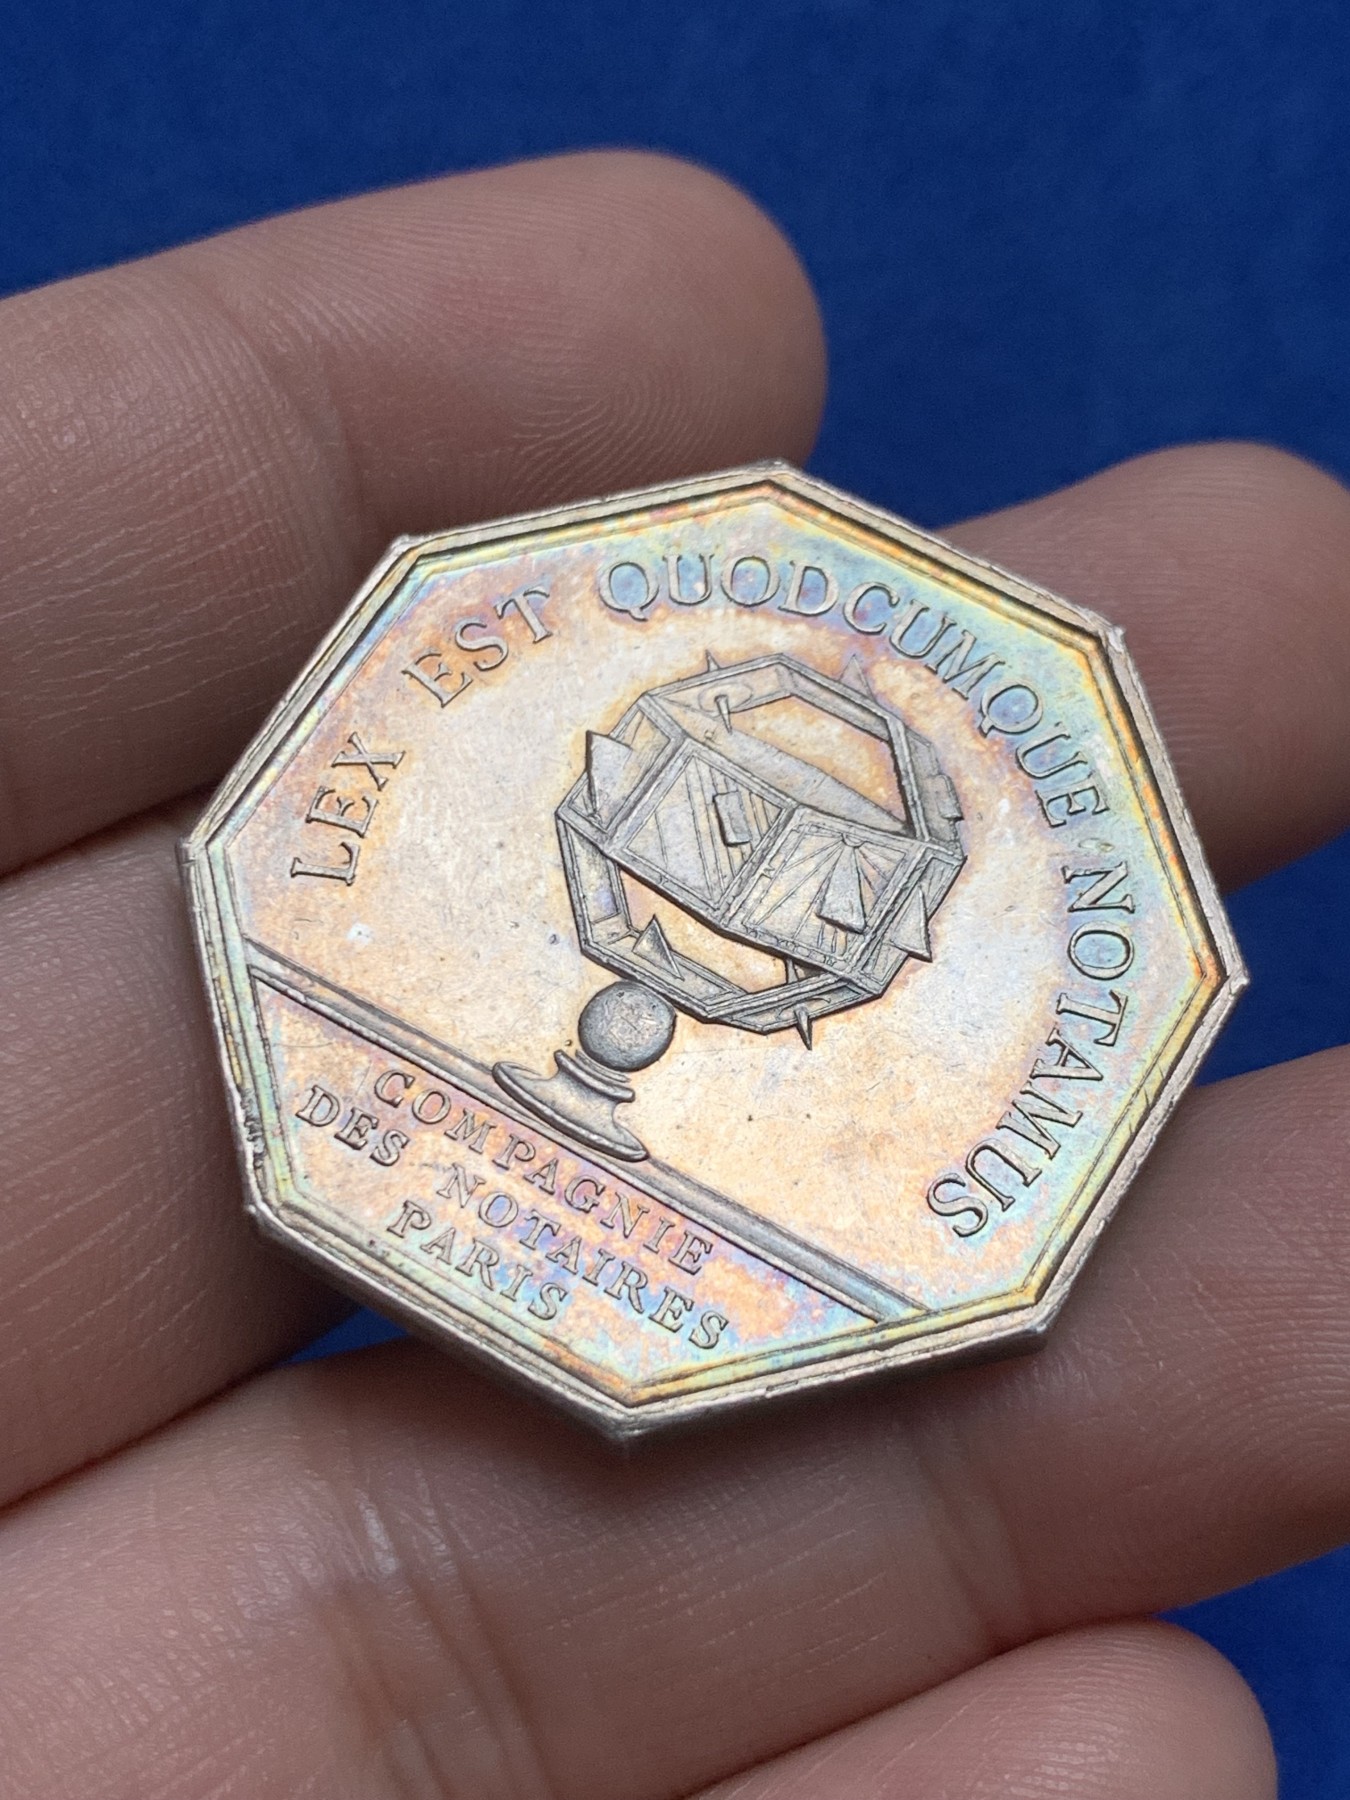 LEX EST QUODCUMQUE NOTAMUS
COMPAGNIE
DES NOTAIRES
PARIS